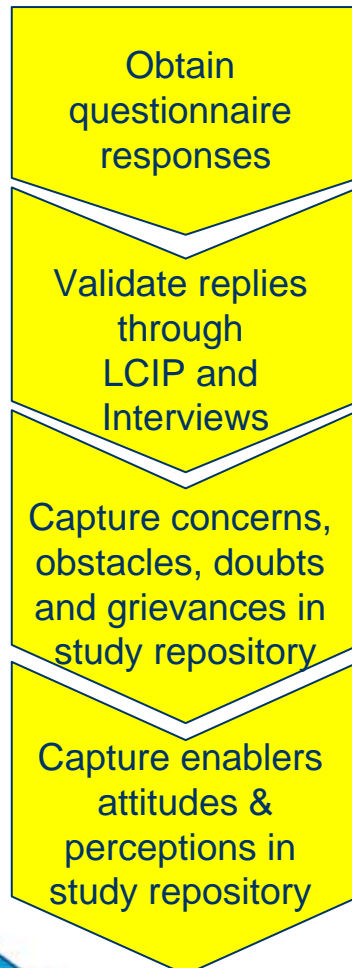 Obtain
questionnaire
responses
Validate replies
through
LCIP and
Interviews
Capture concerns,
obstacles, doubts
and grievances in
study repository
Capture enablers
attitudes &
perceptions in
study repository